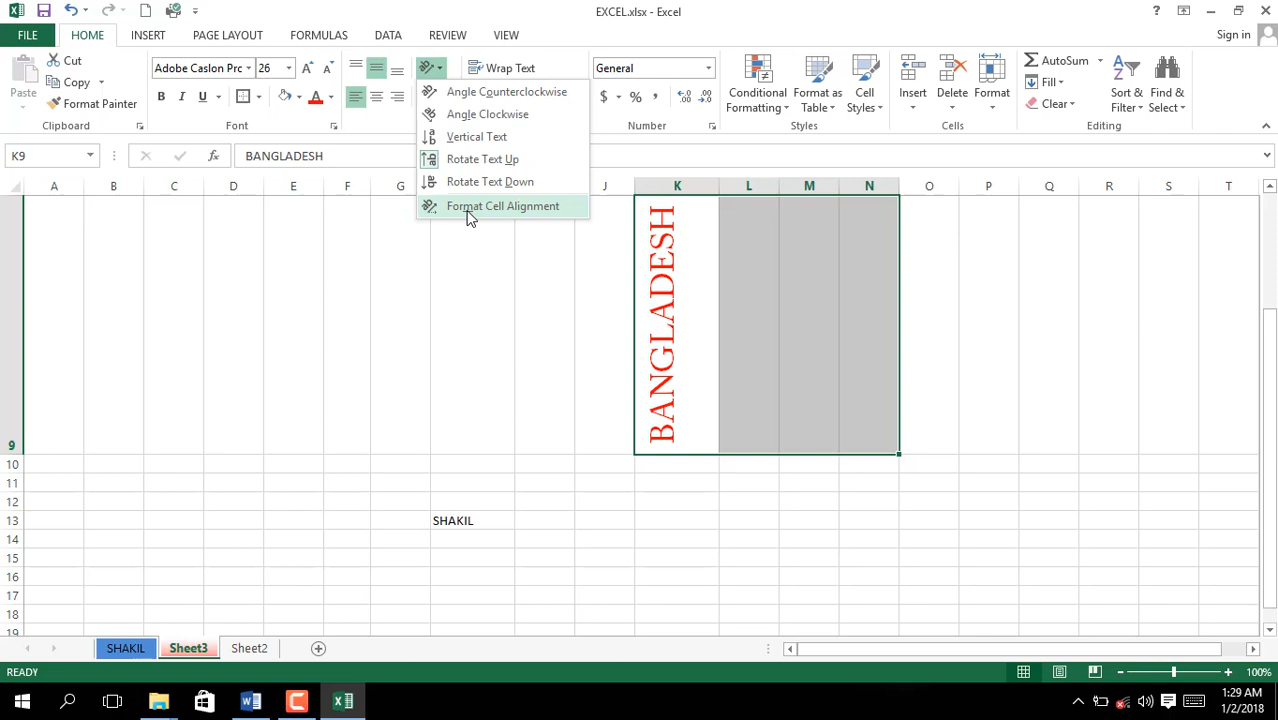 EXCEL.xlsx - Excel
FILE HOME INSERT PAGE LAYOUT FORMULAS DATA REVIEW VIEW Sign in
Paste Cut Copy Format Painter Clipboard
Adobe Caslon Prc 26 B I U A A A Font
Wrap Text
Angle Counterclockwise
Angle Clockwise
Vertical Text
Rotate Text Up
Rotate Text Down
Format Cell Alignment
General $ % , Number
Conditional Formatting Format as Table Cell Styles Styles
Insert Delete Format Cells
AutoSum Fill Clear Sort & Filter Find & Select Editing
K9 fx BANGLADESH
A B C D E F G J K L M N O P Q R S T
BANGLADESH
9
10
11
12
13 SHAKIL
14
15
16
17
18
19
SHAKIL Sheet3 Sheet2
READY 100%
1:29 AM
1/2/2018